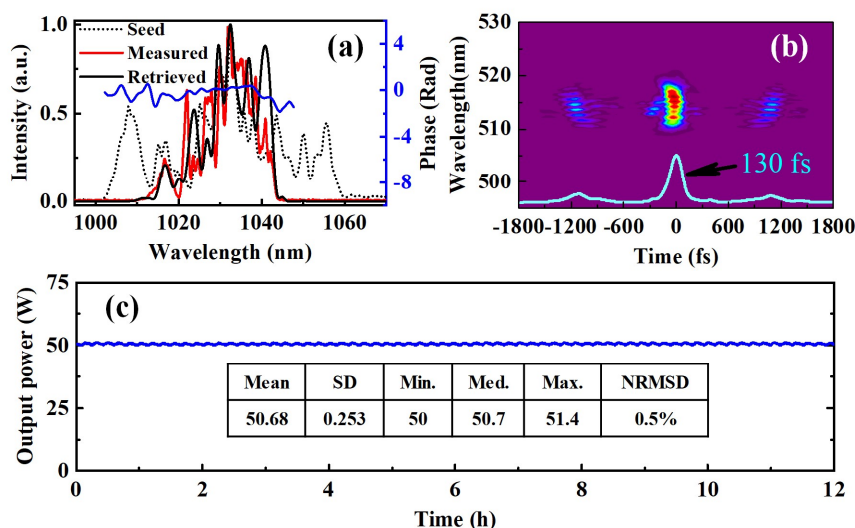 Seed
Measured
Retrieved
(a)
Intensity (a.u.)
1.0
0.5
0.0
1000 1020 1040 1060
Wavelength (nm)
4
0
-4
-8
Phase (Rad)
(b)
Wavelength(nm)
530
520
510
500
130 fs
-1800 -1200 -600 0 600 1200 1800
Time (fs)
(c)
Output power (W)
75
50
25
0
Mean SD Min. Med. Max. NRMSD
50.68 0.253 50 50.7 51.4 0.5%
0 2 4 6 8 10 12
Time (h)